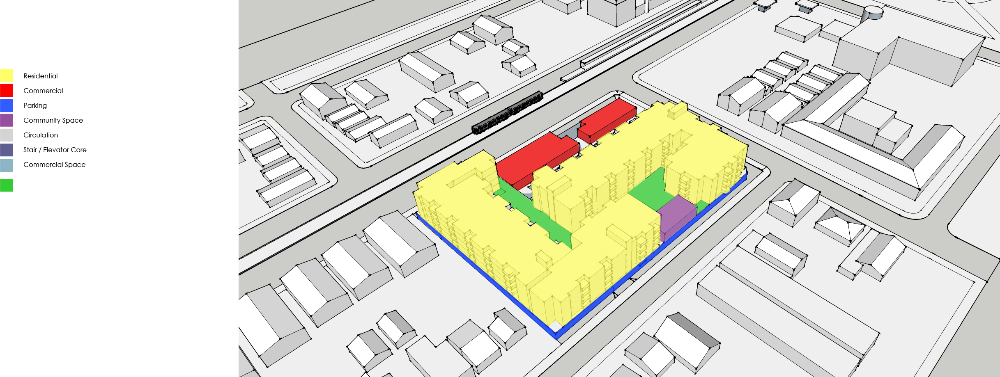 Residential
Commercial
Parking
Community Space
Circulation
Stair / Elevator Core
Commercial Space